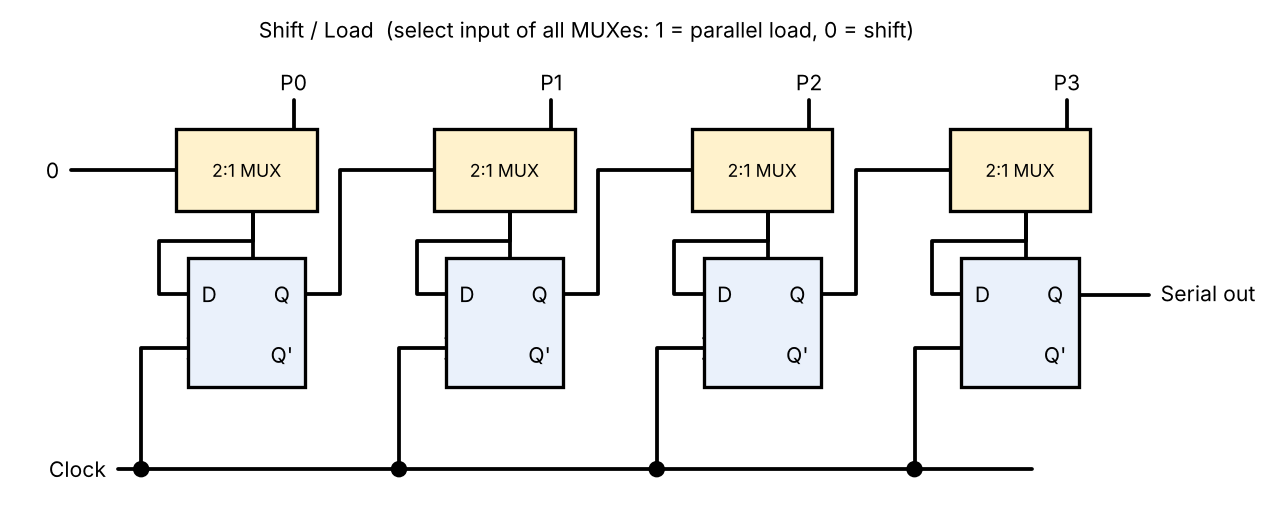 Shift / Load  (select input of all MUXes: 1 = parallel load, 0 = shift)
P0 P1 P2 P3
0 2:1 MUX 2:1 MUX 2:1 MUX 2:1 MUX
D Q D Q D Q D Q Serial out
Q' Q' Q' Q'
Clock